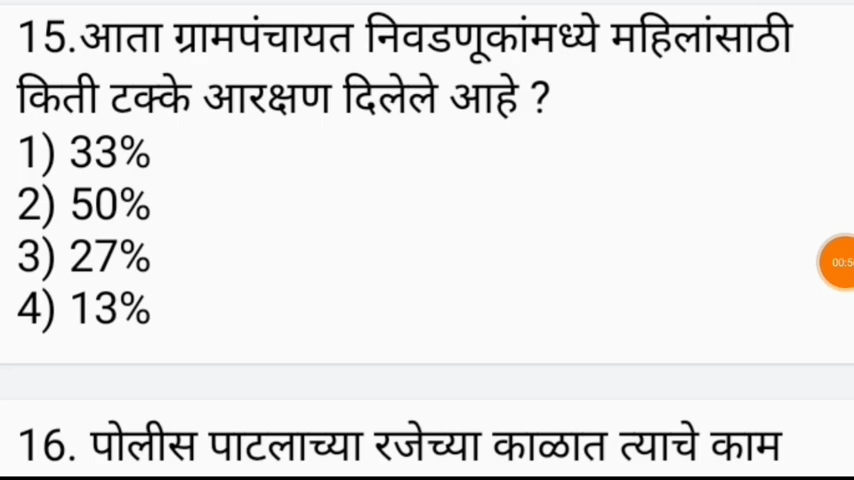 15.आता ग्रामपंचायत निवडणूकांमध्ये महिलांसाठी
किती टक्के आरक्षण दिलेले आहे ?
1) 33%
2) 50%
3) 27%
4) 13%
16. पोलीस पाटलाच्या रजेच्या काळात त्याचे काम